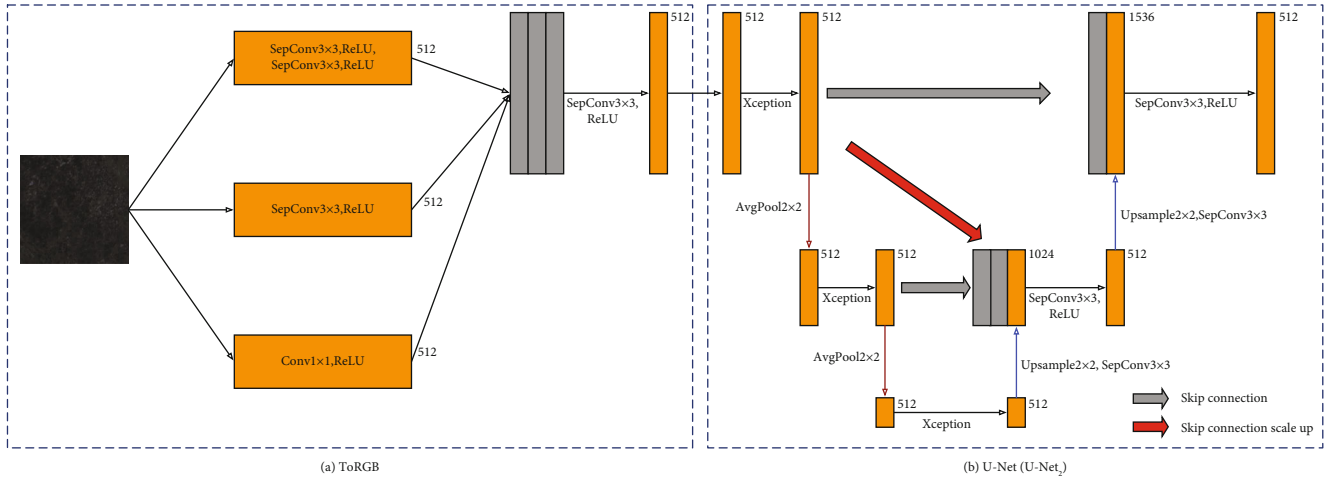 SepConv3×3,ReLU,
SepConv3×3,ReLU
512
SepConv3×3,ReLU
512
Conv1×1,ReLU
512
SepConv3×3,
ReLU
512
(a) ToRGB
512
Xception
512
1536
SepConv3×3,ReLU
512
AvgPool2×2
Upsample2×2,SepConv3×3
512
Xception
512
1024
SepConv3×3,
ReLU
512
AvgPool2×2
Upsample2×2, SepConv3×3
512
Xception
512
Skip connection
Skip connection scale up
(b) U-Net (U-Net₂)